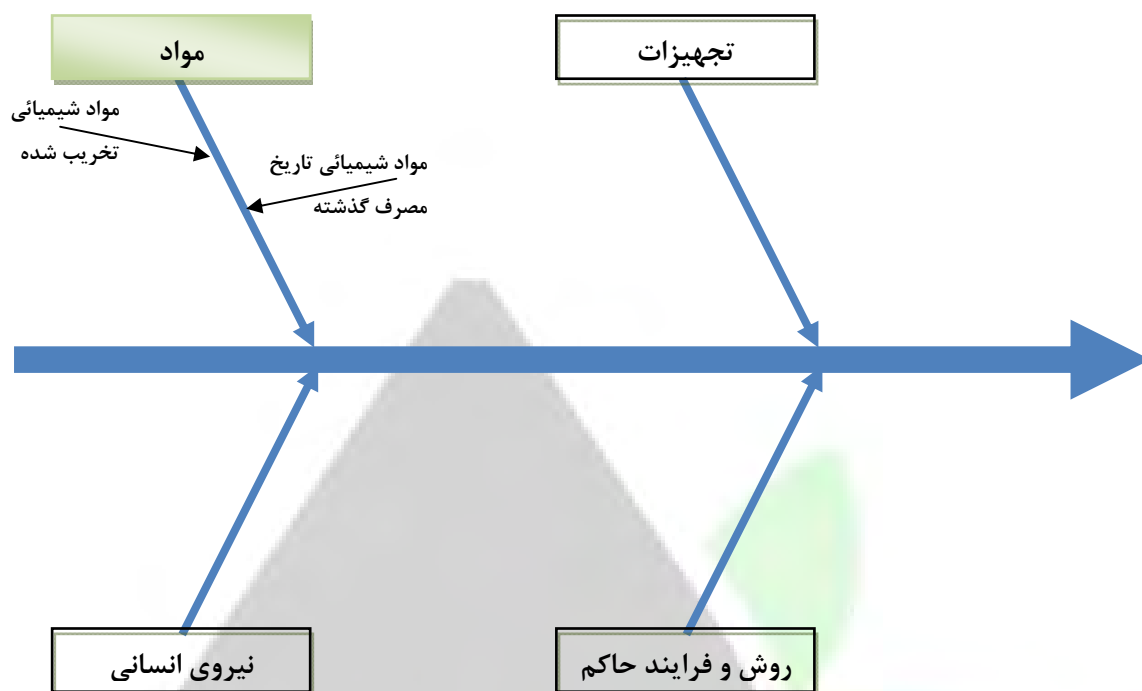 تجهیزات
مواد
مواد شیمیائی
تخریب شده
مواد شیمیائی تاریخ
مصرف گذشته
روش و فرایند حاکم
نیروی انسانی